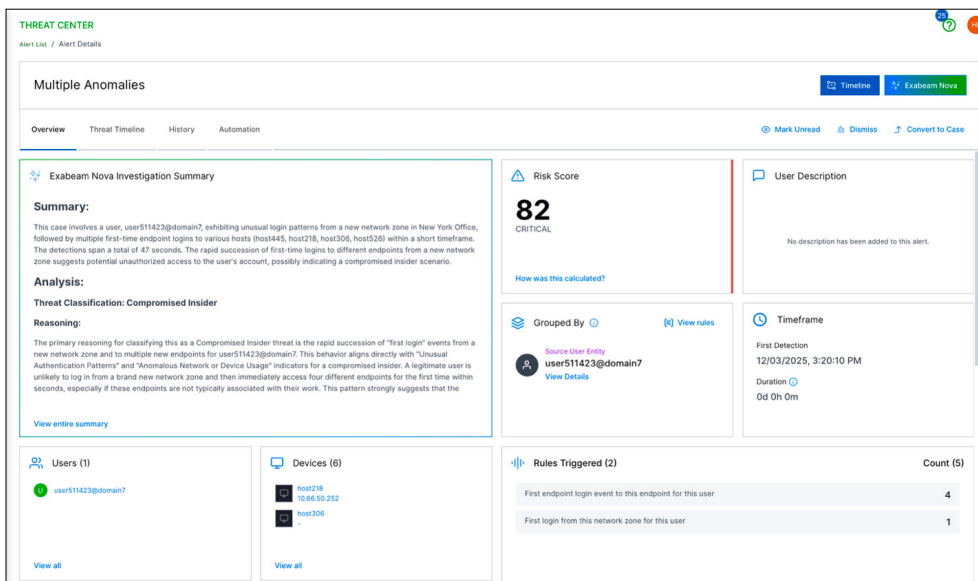 THREAT CENTER
25
Alert List / Alert Details
Multiple Anomalies
Timeline
Exabeam Nova
Overview
Threat Timeline
History
Automation
Mark Unread
Dismiss
Convert to Case
Exabeam Nova Investigation Summary
Summary:
This case involves a user, user511423@domain7, exhibiting unusual login patterns from a new network zone in New York Office,
followed by multiple first-time endpoint logins to various hosts (host445, host218, host306, host526) within a short timeframe.
The detections span a total of 47 seconds. The rapid succession of first-time logins to different endpoints from a new network
zone suggests potential unauthorized access to the user's account, possibly indicating a compromised insider scenario.
Analysis:
Threat Classification: Compromised Insider
Reasoning:
The primary reasoning for classifying this as a Compromised Insider threat is the rapid succession of "first login" events from a
new network zone and to multiple new endpoints for user511423@domain7. This behavior aligns directly with "Unusual
Authentication Patterns" and "Anomalous Network or Device Usage" indicators for a compromised insider. A legitimate user is
unlikely to log in from a brand new network zone and then immediately access four different endpoints for the first time within
seconds, especially if these endpoints are not typically associated with their work. This pattern strongly suggests that the
View entire summary
Risk Score
82
CRITICAL
How was this calculated?
User Description
No description has been added to this alert.
Grouped By
View rules
Source User Entity
user511423@domain7
View Details
Timeframe
First Detection
12/03/2025, 3:20:10 PM
Duration
0d 0h 0m
Users (1)
U
user511423@domain7
View all
Devices (6)
host218
10.66.50.252
host306
-
View all
Rules Triggered (2)
Count (5)
First endpoint login event to this endpoint for this user
4
First login from this network zone for this user
1